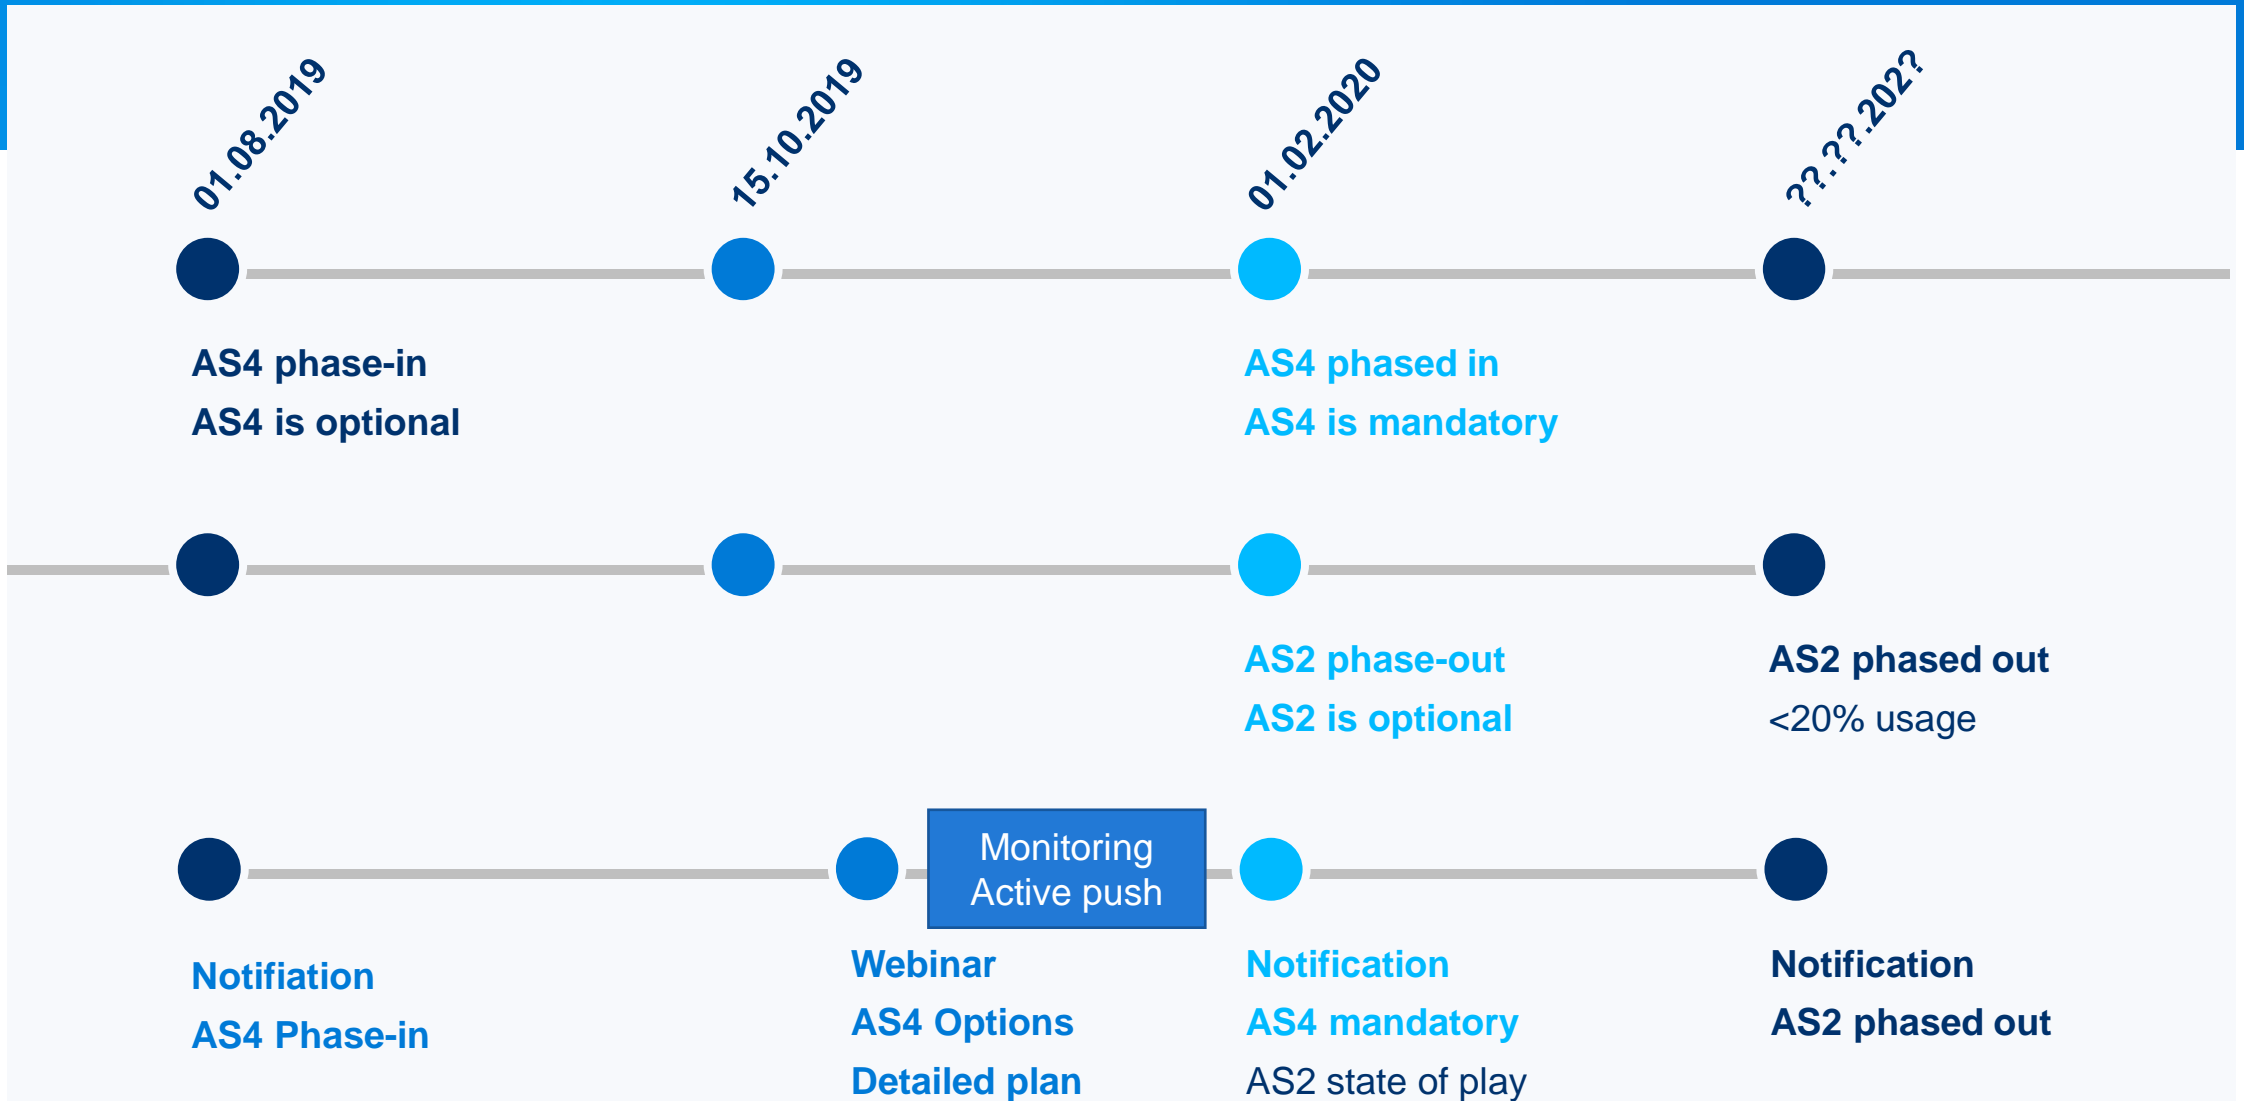 01.08.2019
15.10.2019
01.02.2020
??.??.202?
AS4 phase-in
AS4 is optional
AS4 phased in
AS4 is mandatory
AS2 phase-out
AS2 is optional
AS2 phased out
<20% usage
Monitoring
Active push
Notifiation
AS4 Phase-in
Webinar
AS4 Options
Detailed plan
Notification
AS4 mandatory
AS2 state of play
Notification
AS2 phased out